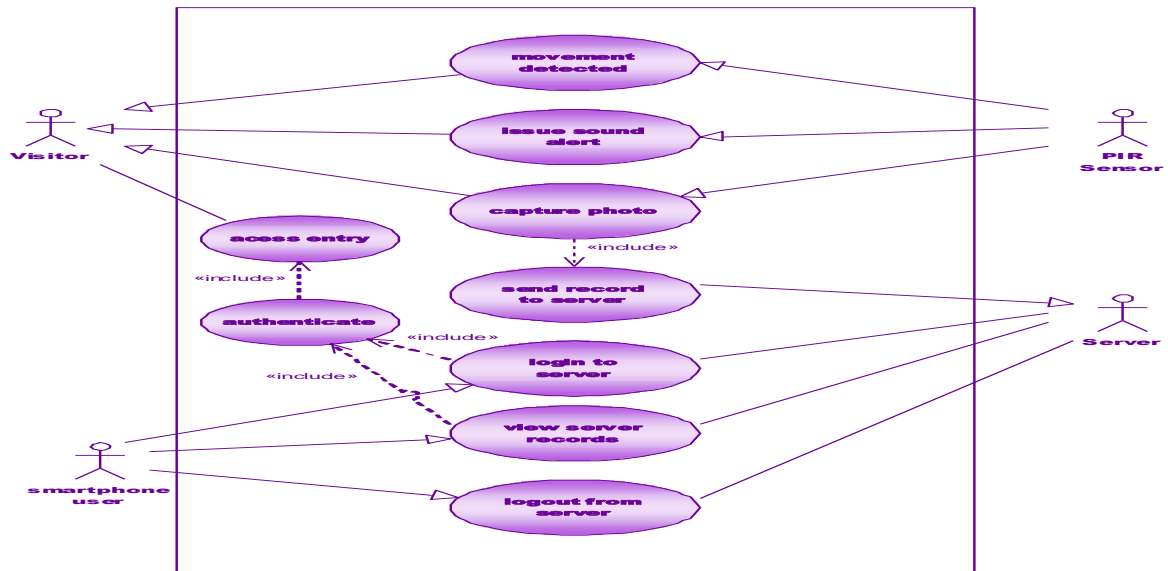 movement
detected
issue sound
alert
Visitor
PIR
Sensor
capture photo
acess entry
«include»
«include»
send record
to server
authenticate
«include»
Server
login to
server
«include»
view server
records
smartphone
user
logout from
server